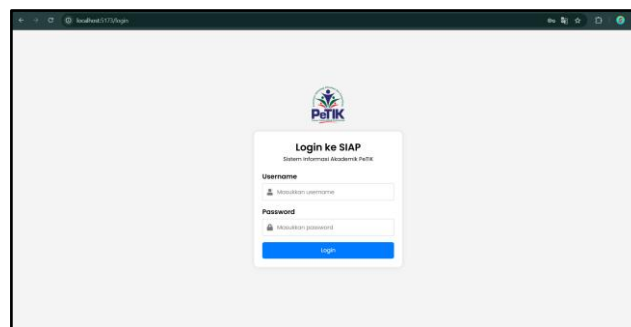 localhost:5173/login
PeTIK
Login ke SIAP
Sistem Informasi Akademik PeTIK
Username
Masukkan username
Password
Masukkan password
Login